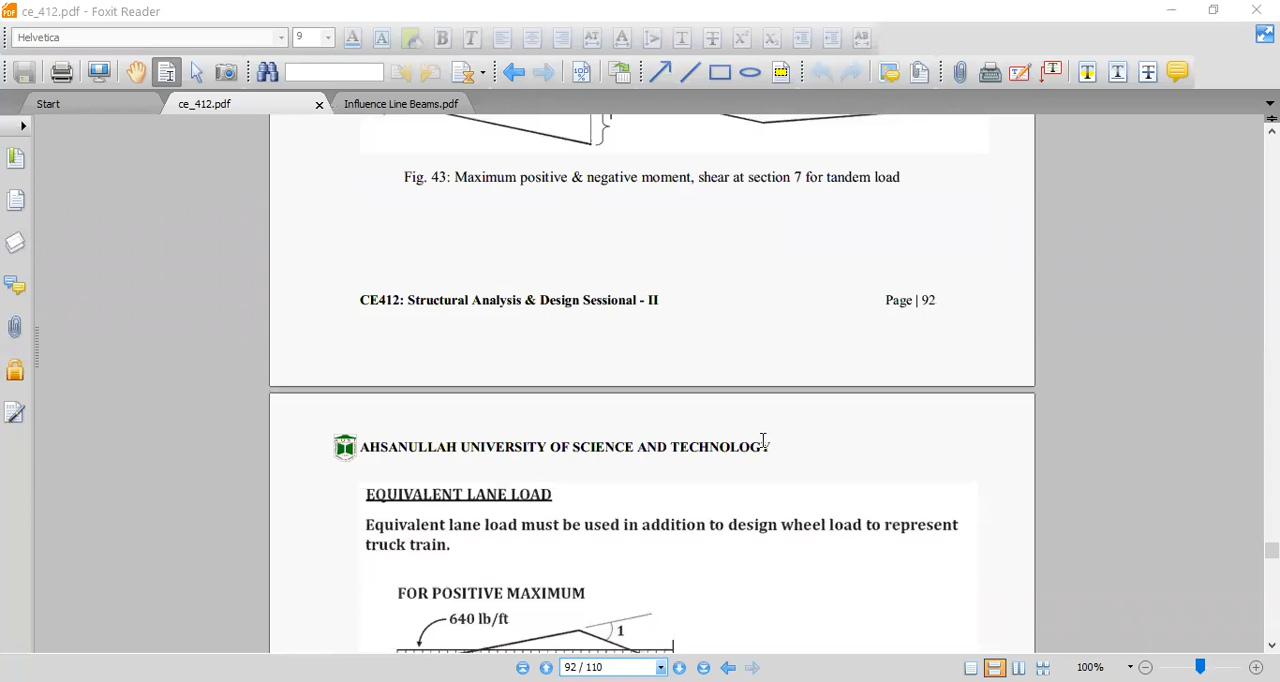 ce_412.pdf - Foxit Reader
Helvetica
9
Start
ce_412.pdf
Influence Line Beams.pdf
Fig. 43: Maximum positive & negative moment, shear at section 7 for tandem load
CE412: Structural Analysis & Design Sessional - II
Page | 92
AHSANULLAH UNIVERSITY OF SCIENCE AND TECHNOLOGY
EQUIVALENT LANE LOAD
Equivalent lane load must be used in addition to design wheel load to represent
truck train.
FOR POSITIVE MAXIMUM
640 lb/ft
1
92 / 110
100%